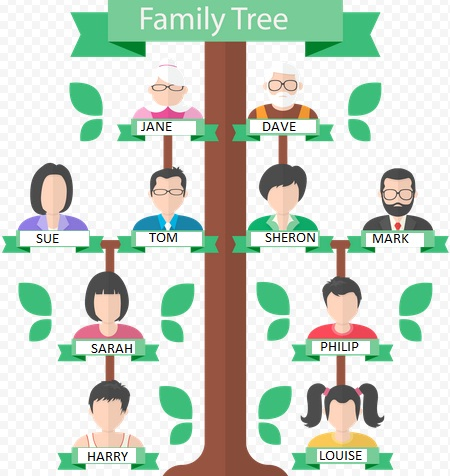 Family Tree
JANE
DAVE
SUE
TOM
SHERON
MARK
SARAH
PHILIP
HARRY
LOUISE